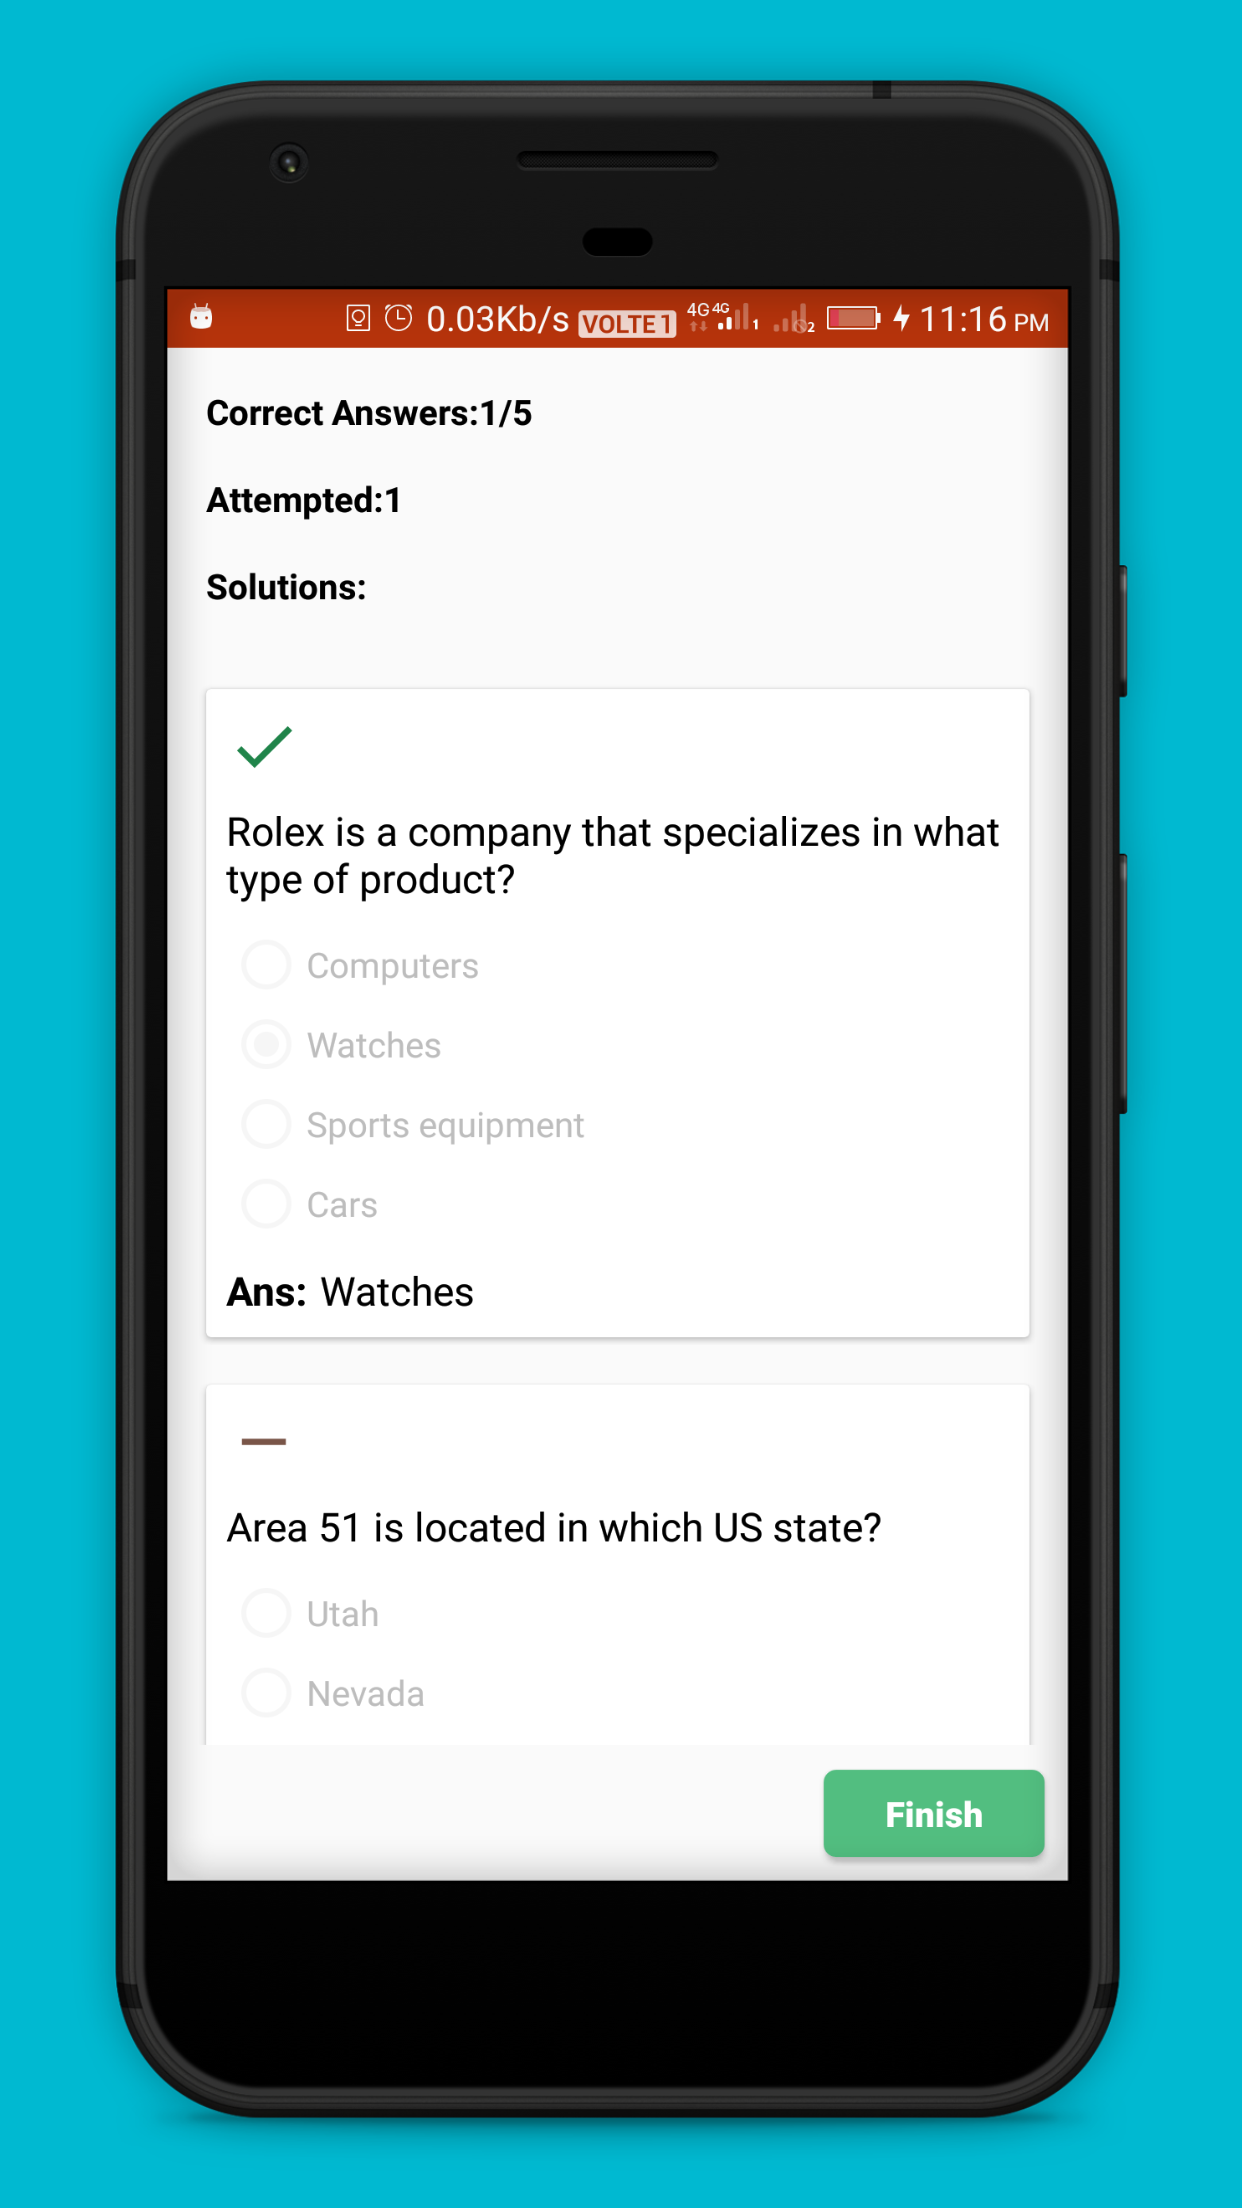 0.03Kb/s VOLTE 1 4G 4G 1 2 11:16 PM
Correct Answers:1/5
Attempted:1
Solutions:
Rolex is a company that specializes in what
type of product?
Computers
Watches
Sports equipment
Cars
Ans: Watches
Area 51 is located in which US state?
Utah
Nevada
Finish